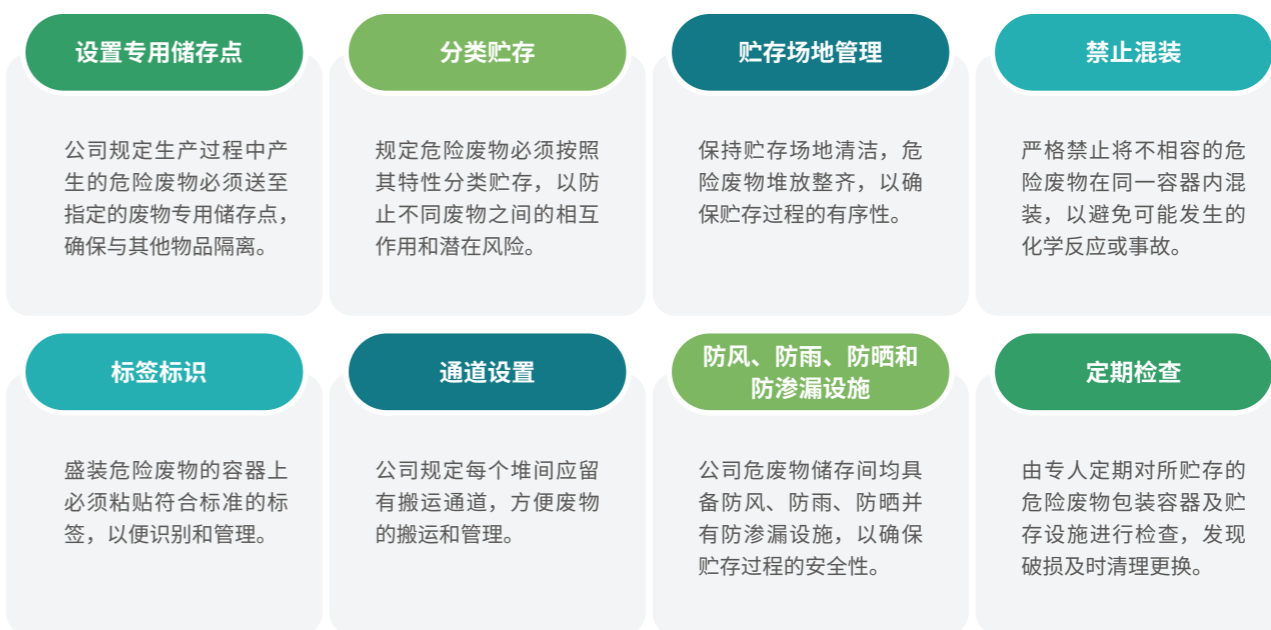 设置专用储存点
公司规定生产过程中产
生的危险废物必须送至
指定的废物专用储存点，
确保与其他物品隔离。
分类贮存
规定危险废物必须按照
其特性分类贮存，以防
止不同废物之间的相互
作用和潜在风险。
贮存场地管理
保持贮存场地清洁，危
险废物堆放整齐，以确
保贮存过程的有序性。
禁止混装
严格禁止将不相容的危
险废物在同一容器内混
装，以避免可能发生的
化学反应或事故。
标签标识
盛装危险废物的容器上
必须粘贴符合标准的标
签，以便识别和管理。
通道设置
公司规定每个堆间应留
有搬运通道，方便废物
的搬运和管理。
防风、防雨、防晒和
防渗漏设施
公司危废物储存间均具
备防风、防雨、防晒并
有防渗漏设施，以确保
贮存过程的安全性。
定期检查
由专人定期对所贮存的
危险废物包装容器及贮
存设施进行检查，发现
破损及时清理更换。